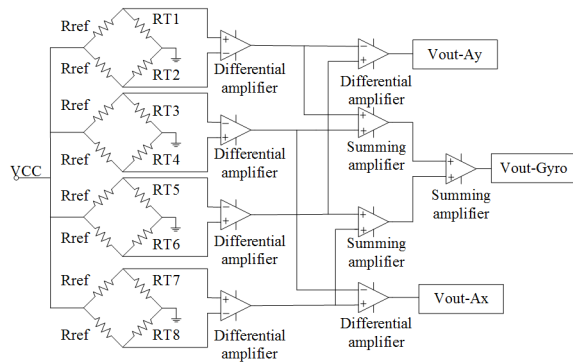 Rref
RT1
Rref
RT2
Differential
amplifier
Differential
amplifier
Vout-Ay
Rref
RT3
Rref
RT4
Differential
amplifier
Summing
amplifier
VCC
Vout-Gyro
Summing
amplifier
Rref
RT5
Rref
RT6
Differential
amplifier
Summing
amplifier
Rref
RT7
Rref
RT8
Differential
amplifier
Differential
amplifier
Vout-Ax